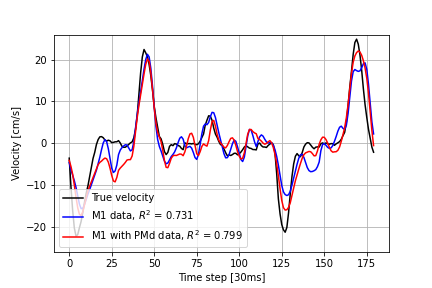 20
10
0
−10
−20
Velocity [cm/s]
True velocity
M1 data, R² = 0.731
M1 with PMd data, R² = 0.799
0 25 50 75 100 125 150 175
Time step [30ms]